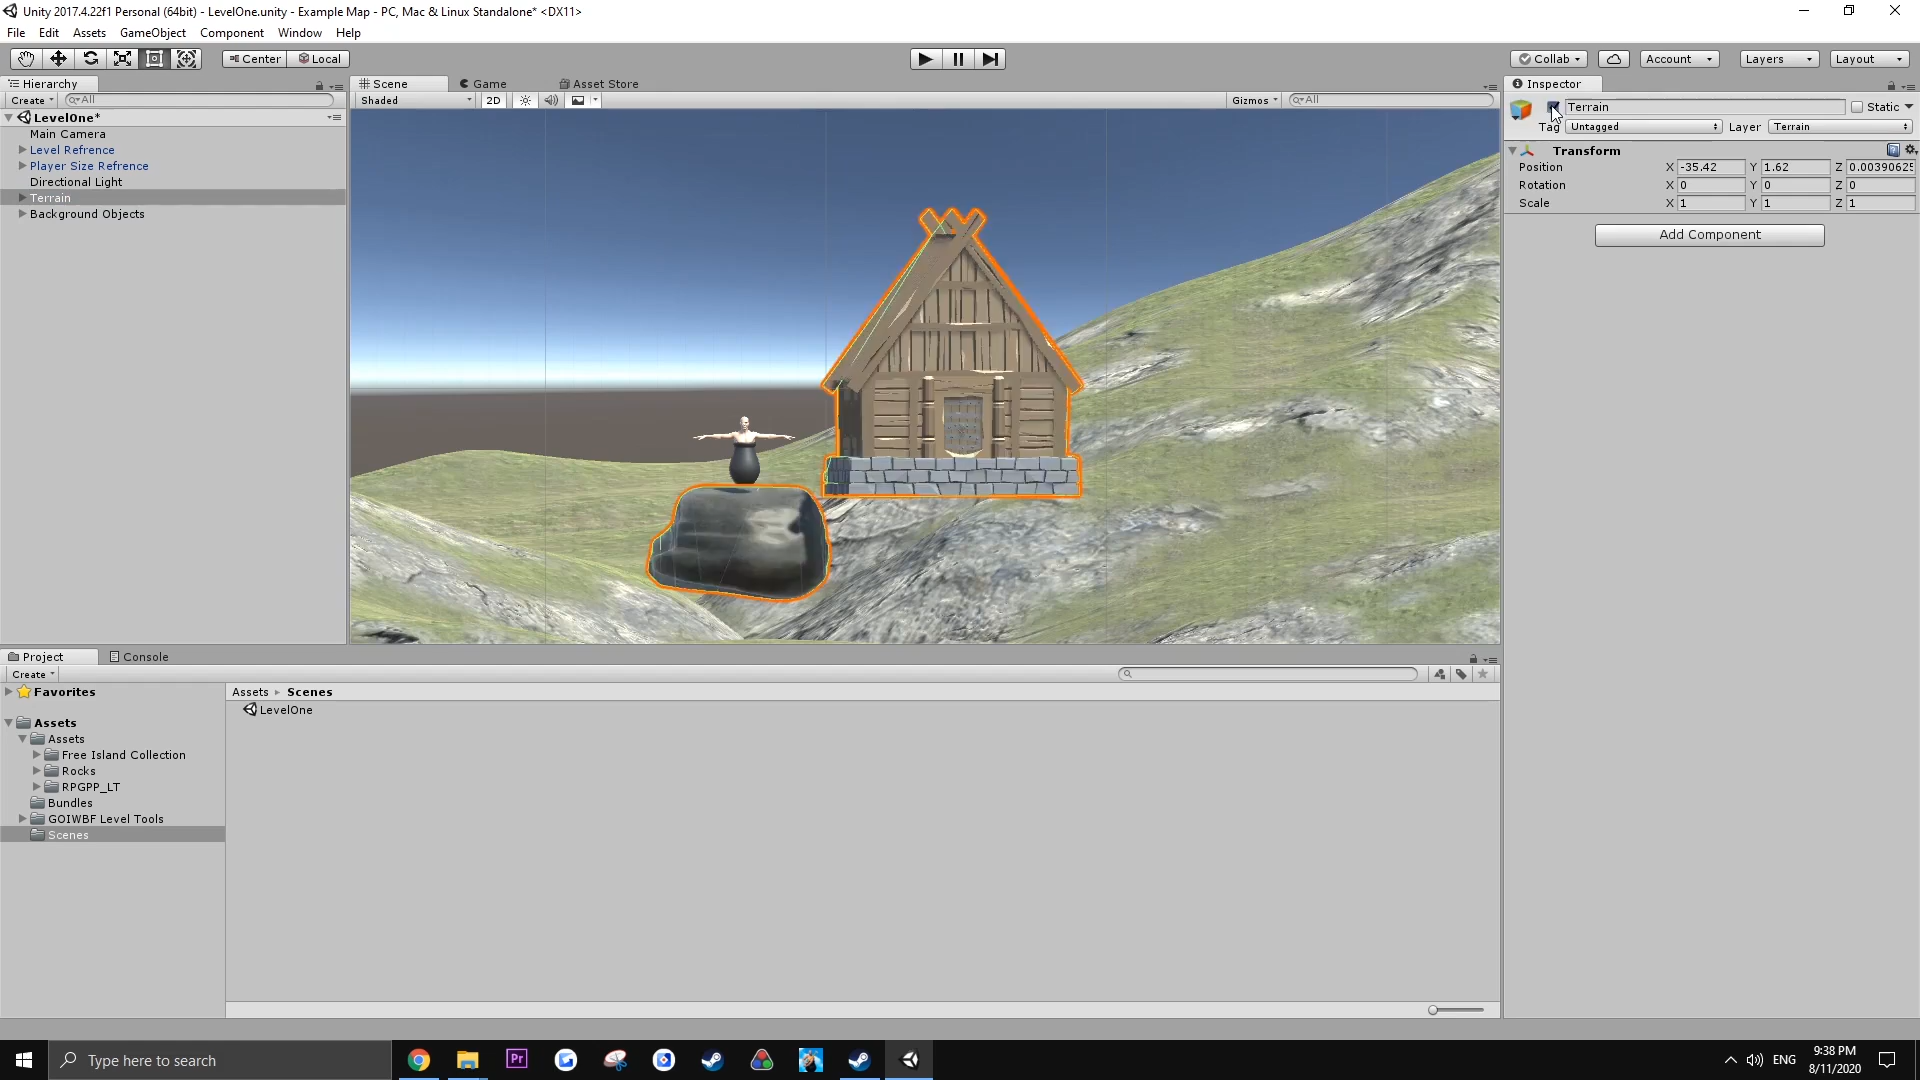 Unity 2017.4.22f1 Personal (64bit) - LevelOne.unity - Example Map - PC, Mac & Linux Standalone* <DX11>
File Edit Assets GameObject Component Window Help
Center Local Collab Account Layers Layout
Hierarchy Scene Game Asset Store Inspector
Create All Shaded 2D Gizmos All
LevelOne*
Main Camera
Level Refrence
Player Size Refrence
Directional Light
Terrain
Background Objects
Terrain Static
Tag Untagged Layer Terrain
Transform
Position X -35.42 Y 1.62 Z 0.00390625
Rotation X 0 Y 0 Z 0
Scale X 1 Y 1 Z 1
Add Component
Project Console
Create
Favorites
Assets
Assets
Free Island Collection
Rocks
RPGPP_LT
Bundles
GOIWBF Level Tools
Scenes
Assets Scenes
LevelOne
Type here to search
Pr
ENG
9:38 PM
8/11/2020